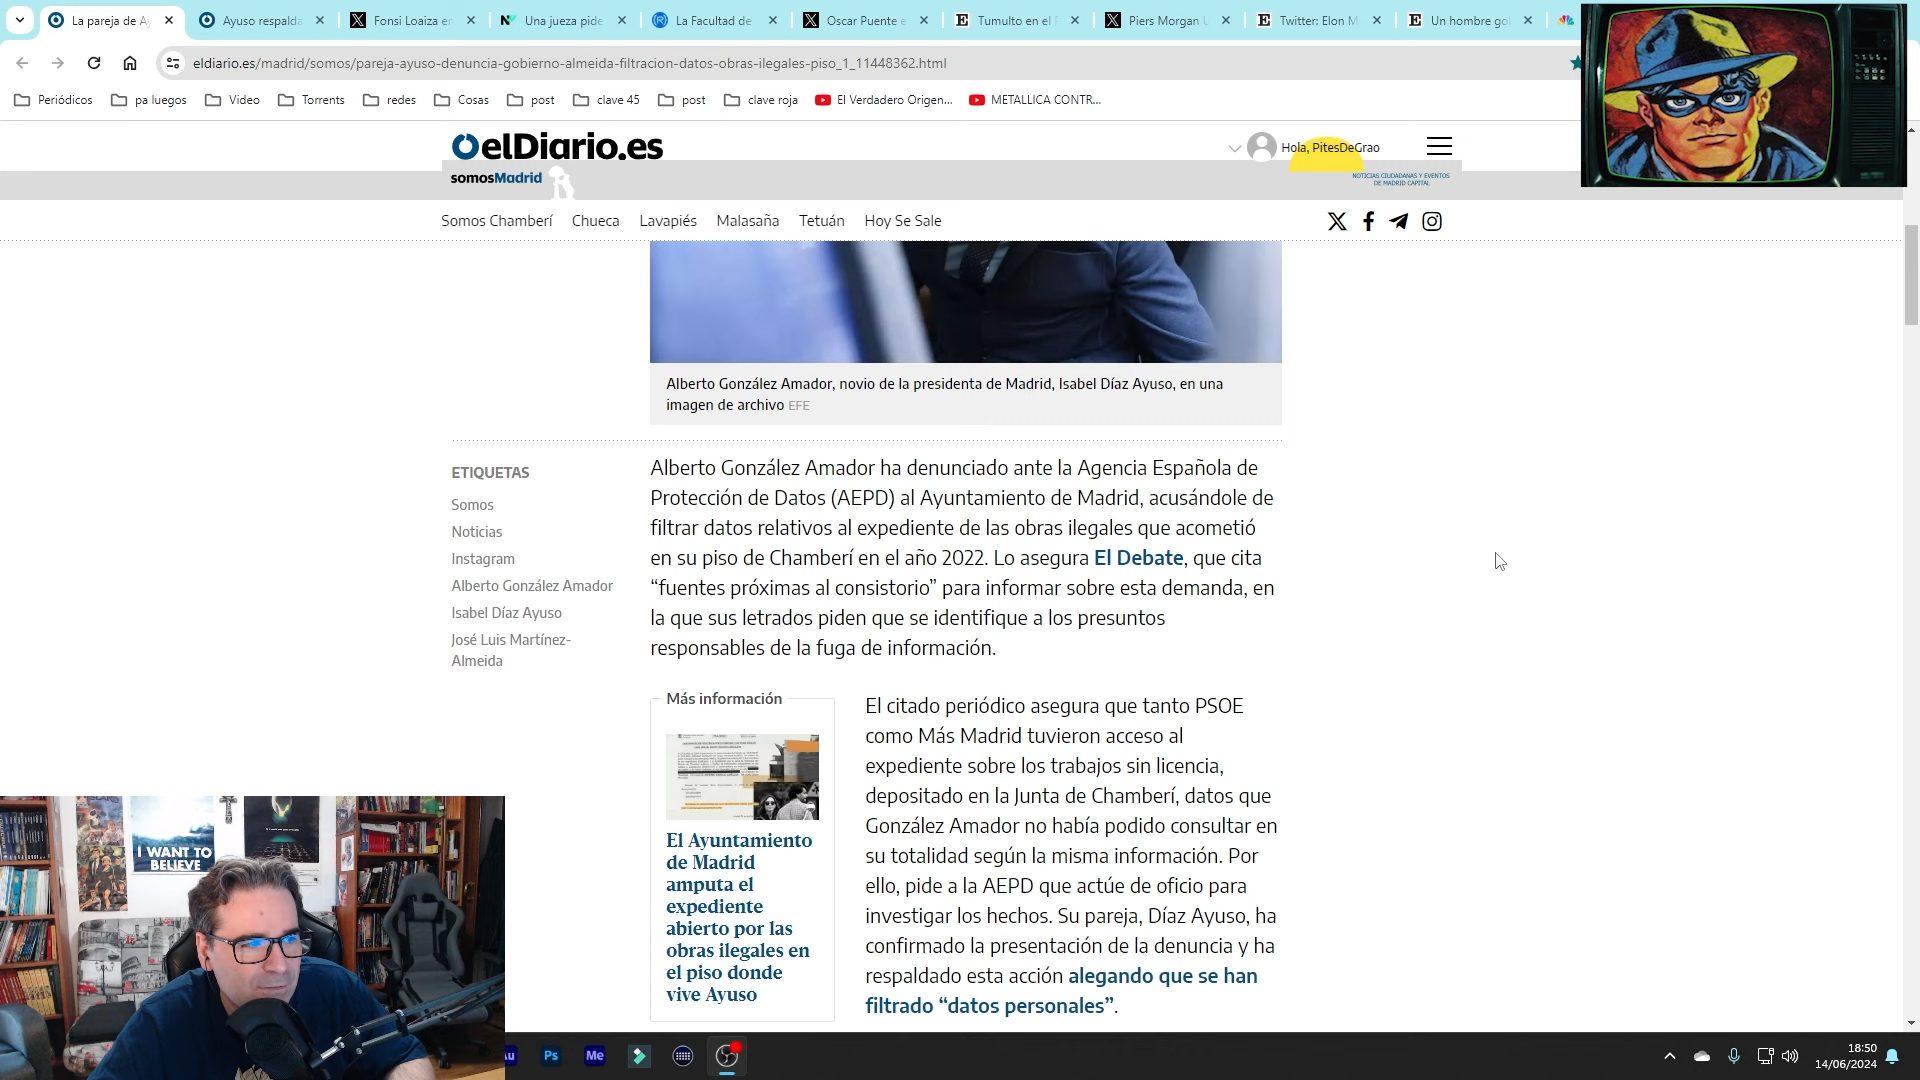 La pareja de Ay
Ayuso respalda
Fonsi Loaiza en
Una jueza pide
La Facultad de
Oscar Puente e
Tumulto en el
Piers Morgan
Twitter: Elon M
Un hombre go
eldiario.es/madrid/somos/pareja-ayuso-denuncia-gobierno-almeida-filtracion-datos-obras-ilegales-piso_1_11448362.html
Periódicos
pa luegos
Video
Torrents
redes
Cosas
post
clave 45
post
clave roja
El Verdadero Origen...
METALLICA CONTR...
elDiario.es
Hola, PitesDeGrao
somosMadrid
NOTICIAS CIUDADANAS Y EVENTOS
DE MADRID CAPITAL
Somos Chamberí
Chueca
Lavapiés
Malasaña
Tetuán
Hoy Se Sale
Alberto González Amador, novio de la presidenta de Madrid, Isabel Díaz Ayuso, en una
imagen de archivo EFE
ETIQUETAS
Somos
Noticias
Instagram
Alberto González Amador
Isabel Díaz Ayuso
José Luis Martínez-
Almeida
Alberto González Amador ha denunciado ante la Agencia Española de
Protección de Datos (AEPD) al Ayuntamiento de Madrid, acusándole de
filtrar datos relativos al expediente de las obras ilegales que acometió
en su piso de Chamberí en el año 2022. Lo asegura El Debate, que cita
“fuentes próximas al consistorio” para informar sobre esta demanda, en
la que sus letrados piden que se identifique a los presuntos
responsables de la fuga de información.
Más información
El Ayuntamiento
de Madrid
amputa el
expediente
abierto por las
obras ilegales en
el piso donde
vive Ayuso
El citado periódico asegura que tanto PSOE
como Más Madrid tuvieron acceso al
expediente sobre los trabajos sin licencia,
depositado en la Junta de Chamberí, datos que
González Amador no había podido consultar en
su totalidad según la misma información. Por
ello, pide a la AEPD que actúe de oficio para
investigar los hechos. Su pareja, Díaz Ayuso, ha
confirmado la presentación de la denuncia y ha
respaldado esta acción alegando que se han
filtrado “datos personales”.
I WANT TO
BELIEVE
Au
Ps
Me
18:50
14/06/2024